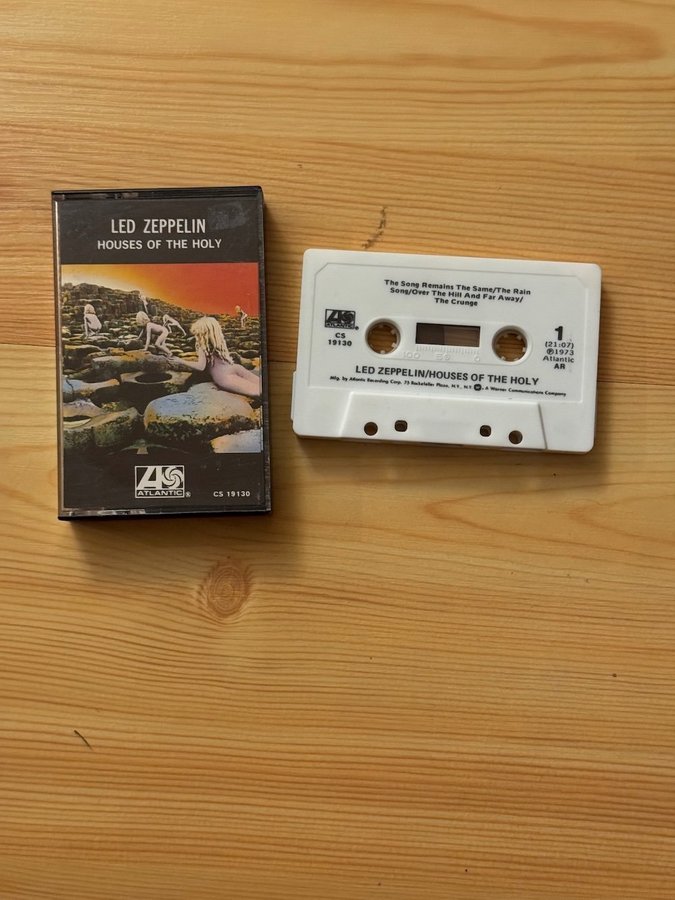 LED ZEPPELIN
HOUSES OF THE HOLY
ATLANTIC®
CS 19130
The Song Remains The Same/The Rain
Song/Over The Hill And Far Away/
The Crunge
ATLANTIC®
CS
19130
1
(21:07)
℗1973
Atlantic
AR
100 50 0
LED ZEPPELIN/HOUSES OF THE HOLY
Mfg. by Atlantic Recording Corp. 75 Rockefeller Plaza, N.Y., N.Y. A Warner Communications Company